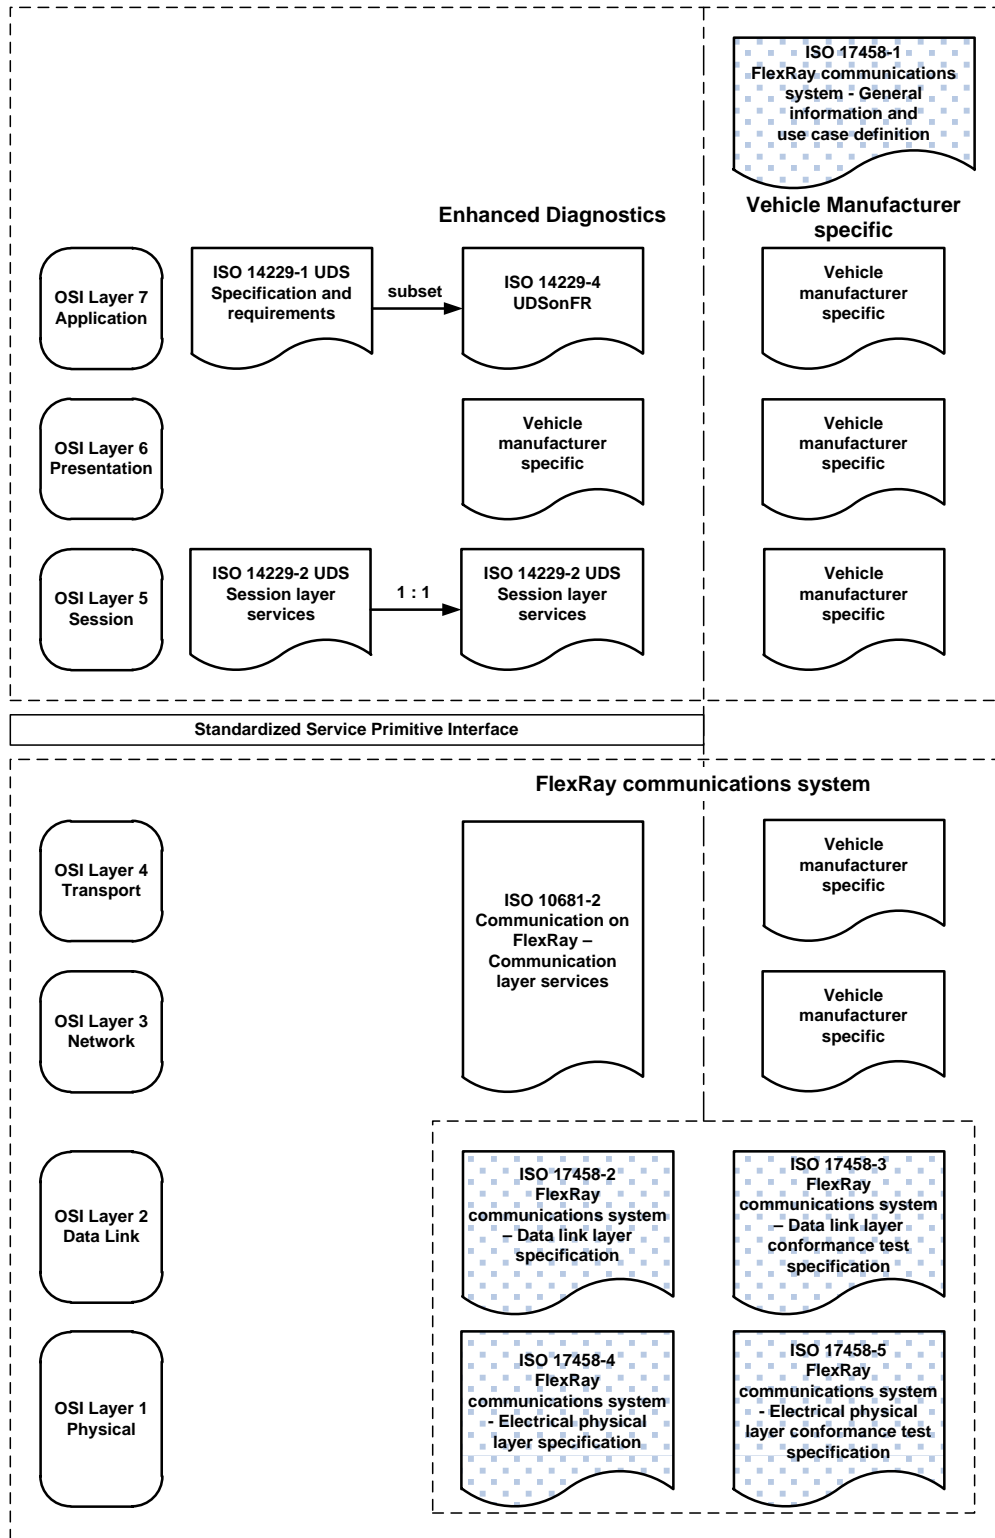 ISO 17458-1
FlexRay communications
system - General
information and
use case definition
Enhanced Diagnostics
Vehicle Manufacturer
specific
OSI Layer 7
Application
ISO 14229-1 UDS
Specification and
requirements
subset
ISO 14229-4
UDSonFR
Vehicle
manufacturer
specific
OSI Layer 6
Presentation
Vehicle
manufacturer
specific
Vehicle
manufacturer
specific
OSI Layer 5
Session
ISO 14229-2 UDS
Session layer
services
1 : 1
ISO 14229-2 UDS
Session layer
services
Vehicle
manufacturer
specific
Standardized Service Primitive Interface
FlexRay communications system
OSI Layer 4
Transport
ISO 10681-2
Communication on
FlexRay –
Communication
layer services
Vehicle
manufacturer
specific
OSI Layer 3
Network
Vehicle
manufacturer
specific
OSI Layer 2
Data Link
ISO 17458-2
FlexRay
communications system
– Data link layer
specification
ISO 17458-3
FlexRay
communications system
– Data link layer
conformance test
specification
OSI Layer 1
Physical
ISO 17458-4
FlexRay
communications system
- Electrical physical
layer specification
ISO 17458-5
FlexRay
communications system
- Electrical physical
layer conformance test
specification